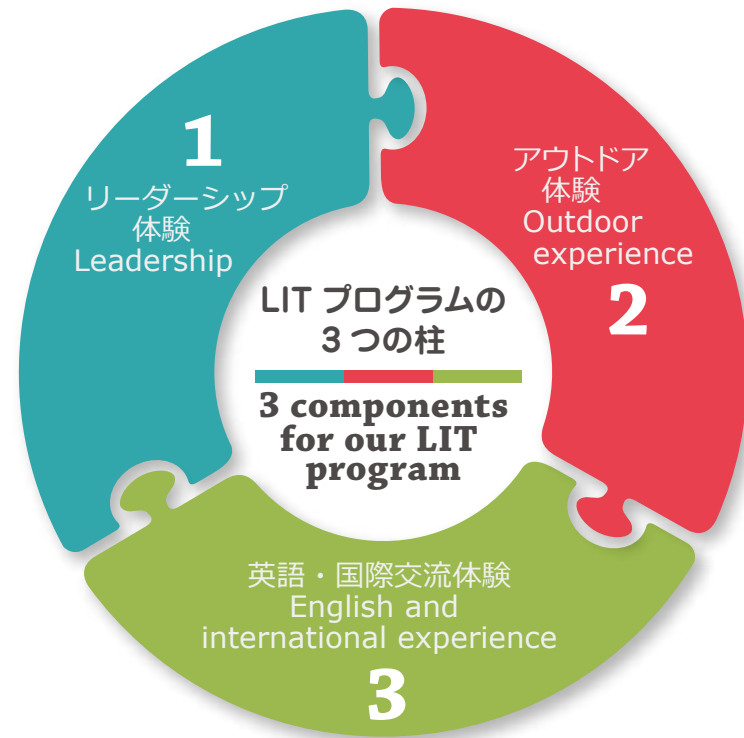 1
リーダーシップ
体験
Leadership
アウトドア
体験
Outdoor
experience
2
LIT プログラムの
3 つの柱
3 components
for our LIT
program
英語・国際交流体験
English and
international experience
3